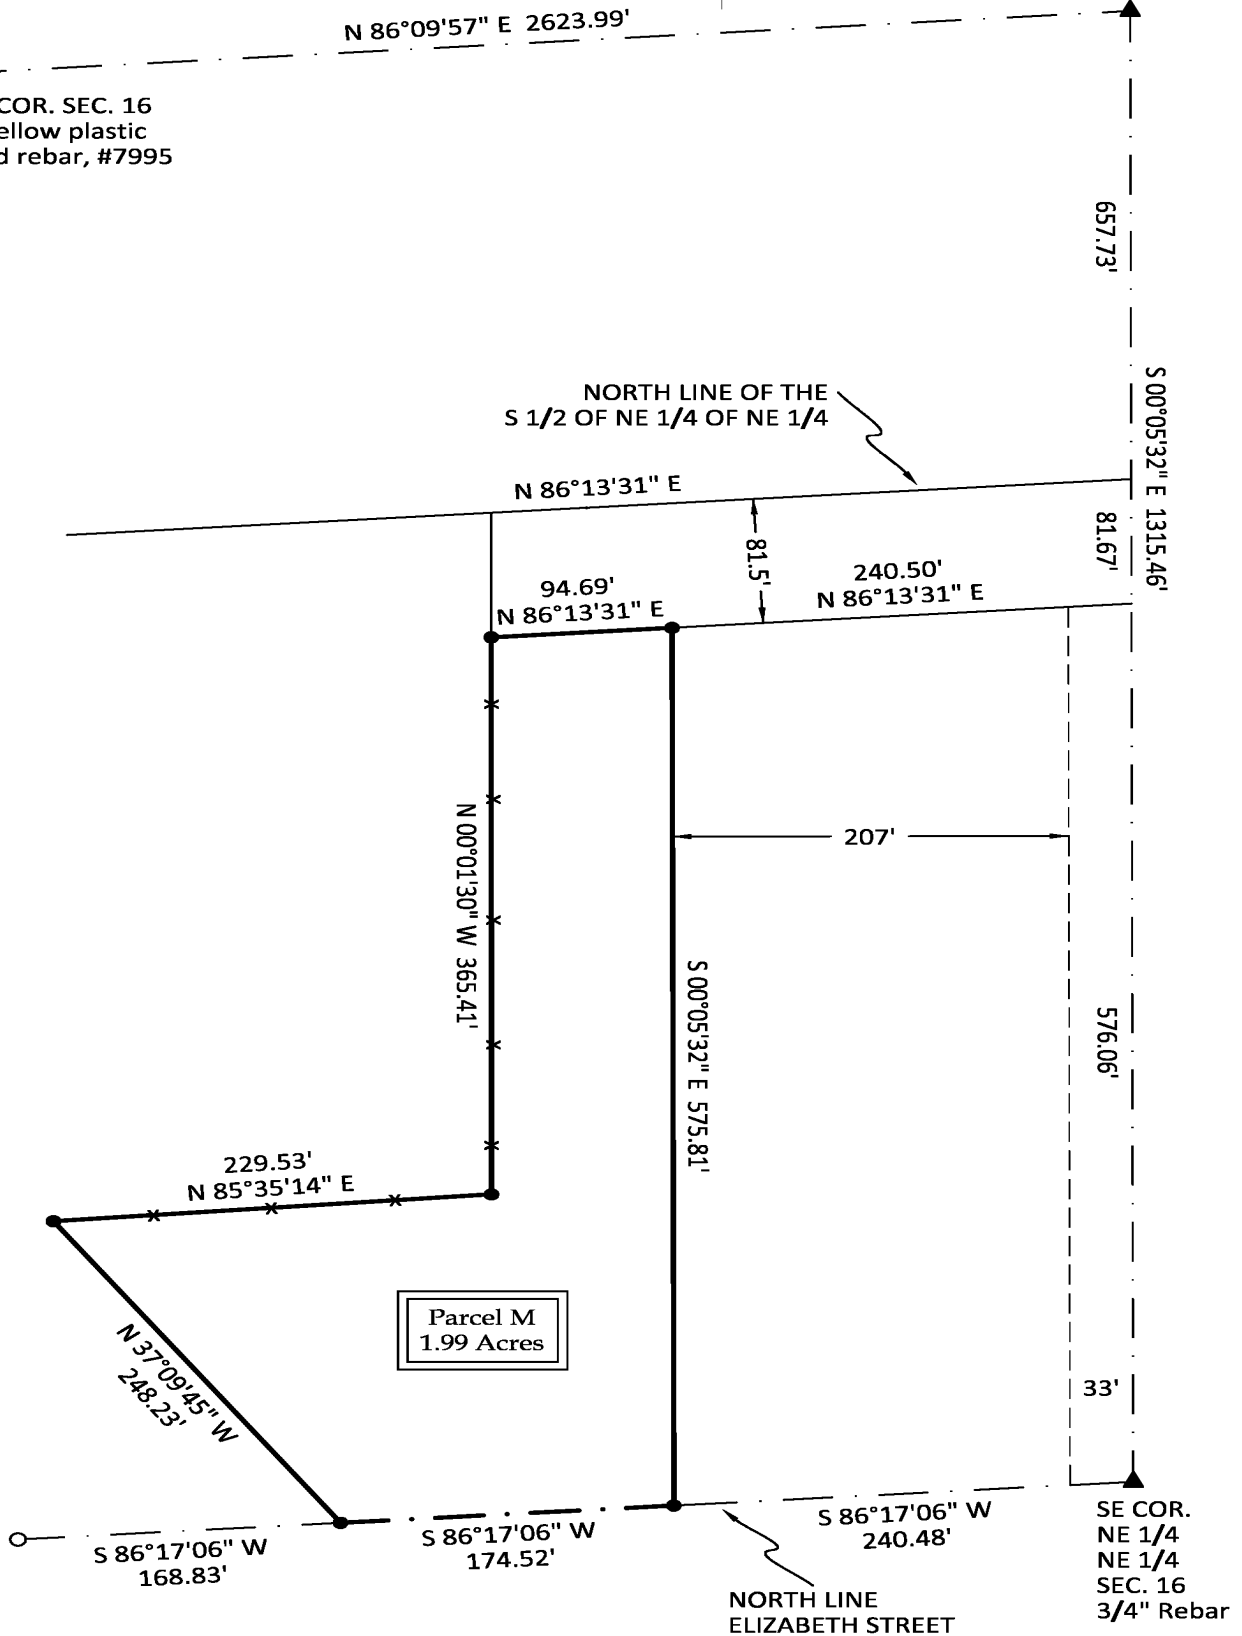 N 86°09'57" E 2623.99'
COR. SEC. 16
ellow plastic
d rebar, #7995
657.73'
S 00°05'32" E 1315.46'
NORTH LINE OF THE
S 1/2 OF NE 1/4 OF NE 1/4
N 86°13'31" E
81.5'
81.67'
94.69'
N 86°13'31" E
240.50'
N 86°13'31" E
N 00°01'30" W 365.41'
207'
S 00°05'32" E 575.81'
576.06'
229.53'
N 85°35'14" E
Parcel M
1.99 Acres
N 37°09'45" W
248.23'
33'
S 86°17'06" W
168.83'
S 86°17'06" W
174.52'
S 86°17'06" W
240.48'
NORTH LINE
ELIZABETH STREET
SE COR.
NE 1/4
NE 1/4
SEC. 16
3/4" Rebar